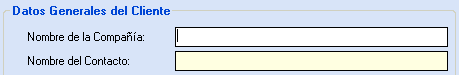 Datos Generales del Cliente
Nombre de la Compañía:
Nombre del Contacto: